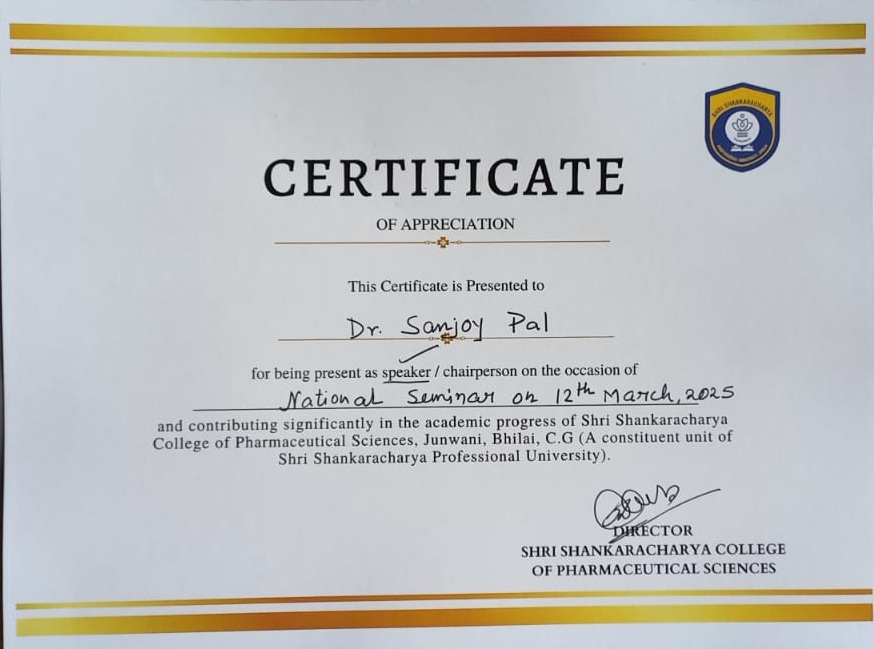 SHRI SHANKARACHARYA
CERTIFICATE
OF APPRECIATION
This Certificate is Presented to
Dr. Sanjoy Pal
for being present as speaker / chairperson on the occasion of
National Seminar on 12th March, 2025
and contributing significantly in the academic progress of Shri Shankaracharya
College of Pharmaceutical Sciences, Junwani, Bhilai, C.G (A constituent unit of
Shri Shankaracharya Professional University).
DIRECTOR
SHRI SHANKARACHARYA COLLEGE
OF PHARMACEUTICAL SCIENCES